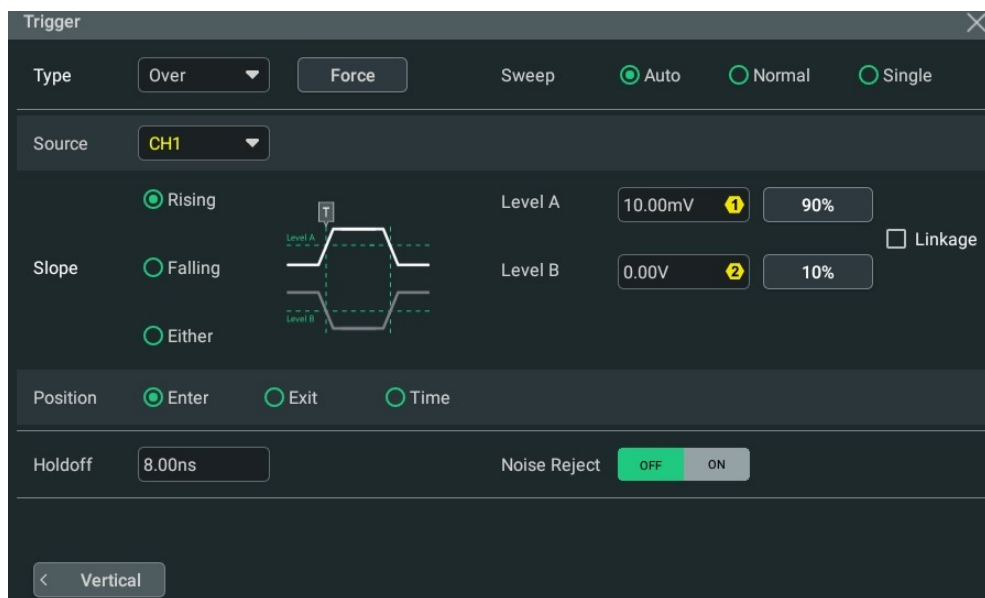 Trigger
Type Over Force Sweep Auto Normal Single
Source CH1
Rising
T
Level A
Level A 10.00mV 1 90%
Linkage
Slope Falling
Level B 0.00V 2 10%
Level B
Either
Position Enter Exit Time
Holdoff 8.00ns Noise Reject OFF ON
< Vertical